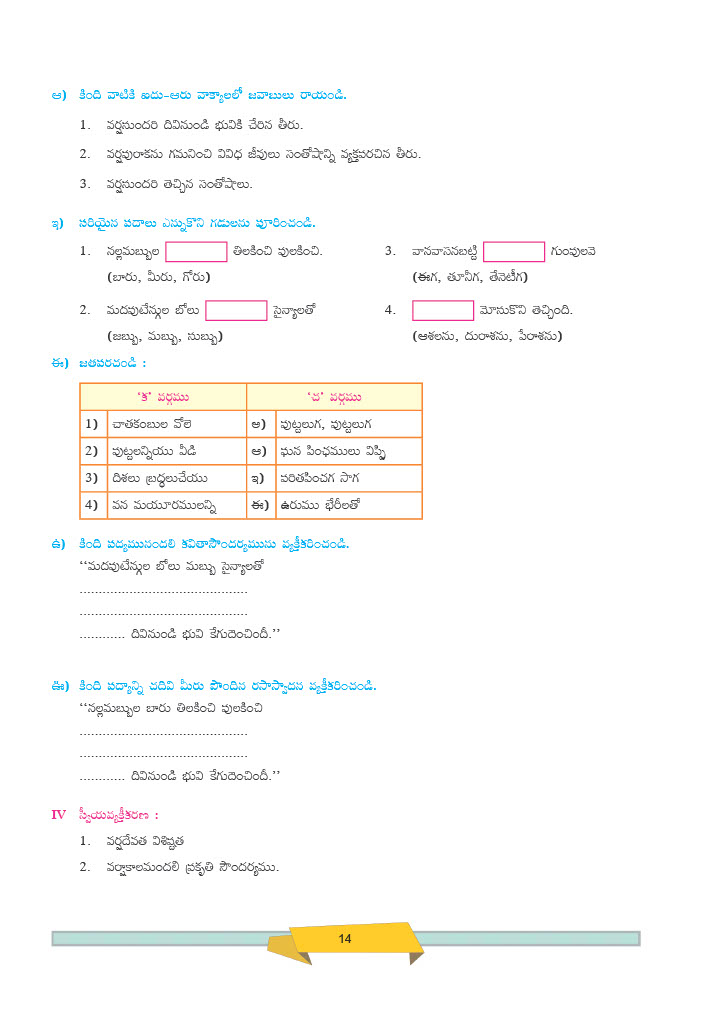 ఆ) కింది వాటికి ఐదు-ఆరు వాక్యాలలో జవాబులు రాయండి.
1. వర్షసుందరి దివినుండి భువికి చేరిన తీరు.
2. వర్షపురాకను గమనించి వివిధ జీవులు సంతోషాన్ని వ్యక్తపరచిన తీరు.
3. వర్షసుందరి తెచ్చిన సంతోషాలు.
ఇ) సరియైన పదాలు ఎన్నుకొని గడులను పూరించండి.
1. నల్లమబ్బుల తిలకించి పులకించి.
(బారు, మీరు, గోరు)
2. మదపుటేన్గుల బోలు సైన్యాలతో
(జబ్బు, మబ్బు, సుబ్బు)
3. వానవాసెనబట్టి గుంపులవె
(ఈగ, తూనీగ, తేనెటీగ)
4. మోసుకొని తెచ్చింది.
(ఆశలను, దురాశను, పేరాశను)
ఈ) జతపరచండి :
'క' వర్గము 'చ' వర్గము
1) చాతకంబుల వోలె అ) పుట్టలుగ, పుట్టలుగ
2) పుట్టలన్నియు వీడి ఆ) ఘన పింఛములు విప్పి
3) దిశలు బ్రద్ధలుచేయు ఇ) పరితపించగ సాగ
4) వన మయూరములన్ని ఈ) ఉరుము భేరీలతో
ఉ) కింది పద్యమునందలి కవితాసౌందర్యమును వ్యక్తీకరించండి.
‘‘మదపుటేన్గుల బోలు మబ్బు సైన్యాలతో
............................................
............................................
............ దివినుండి భువి కేగుదెంచిందీ.’’
ఊ) కింది పద్యాన్ని చదివి మీరు పొందిన రసాస్వాదన వ్యక్తీకరించండి.
‘‘నల్లమబ్బుల బారు తిలకించి పులకించి
............................................
............................................
............ దివినుండి భువి కేగుదెంచిందీ.’’
IV స్వీయవ్యక్తీకరణ :
1. వర్షదేవత విశిష్టత
2. వర్షాకాలమందలి ప్రకృతి సౌందర్యము.
14